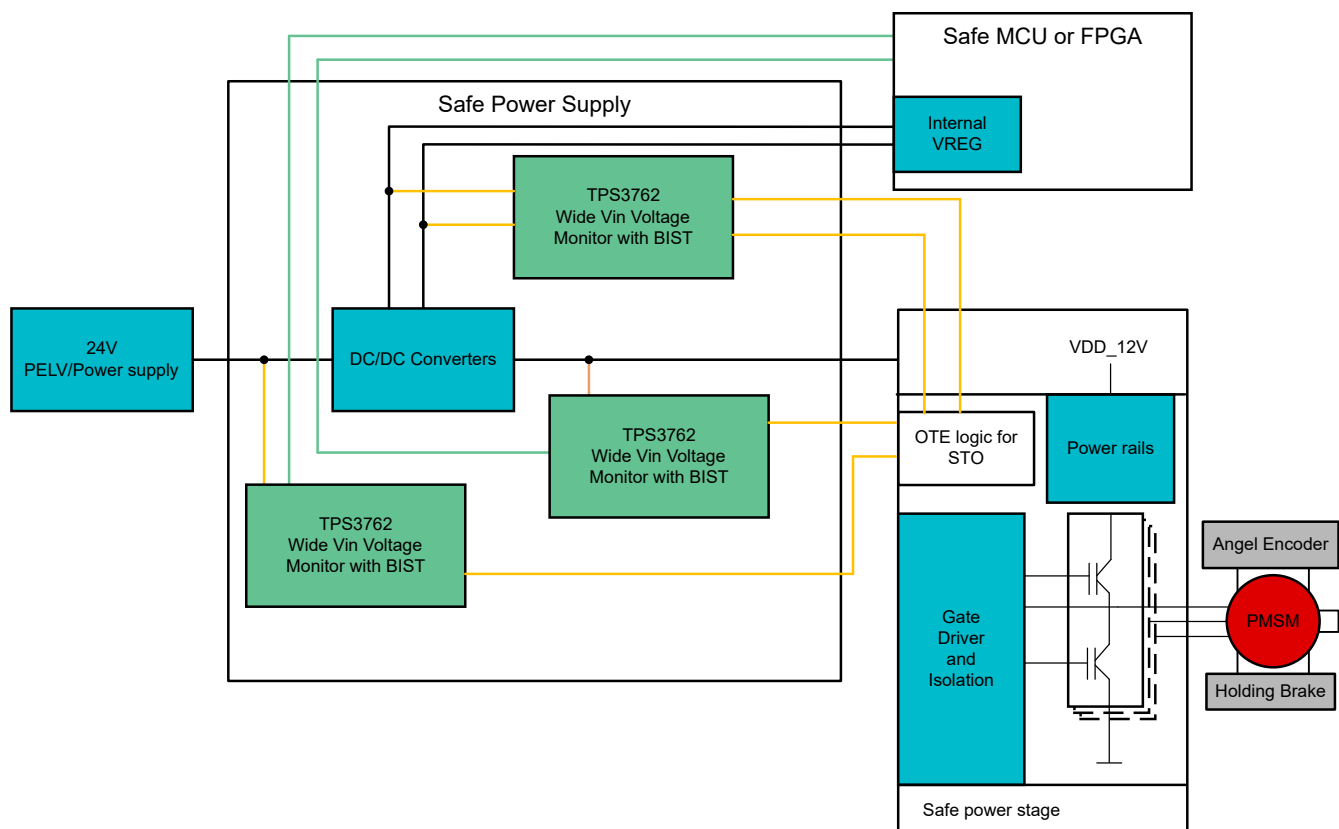 Safe MCU or FPGA
Internal
VREG
Safe Power Supply
TPS3762
Wide Vin Voltage
Monitor with BIST
24V
PELV/Power supply
DC/DC Converters
VDD_12V
TPS3762
Wide Vin Voltage
Monitor with BIST
OTE logic for
STO
Power rails
TPS3762
Wide Vin Voltage
Monitor with BIST
Gate
Driver
and
Isolation
Angel Encoder
PMSM
Holding Brake
Safe power stage